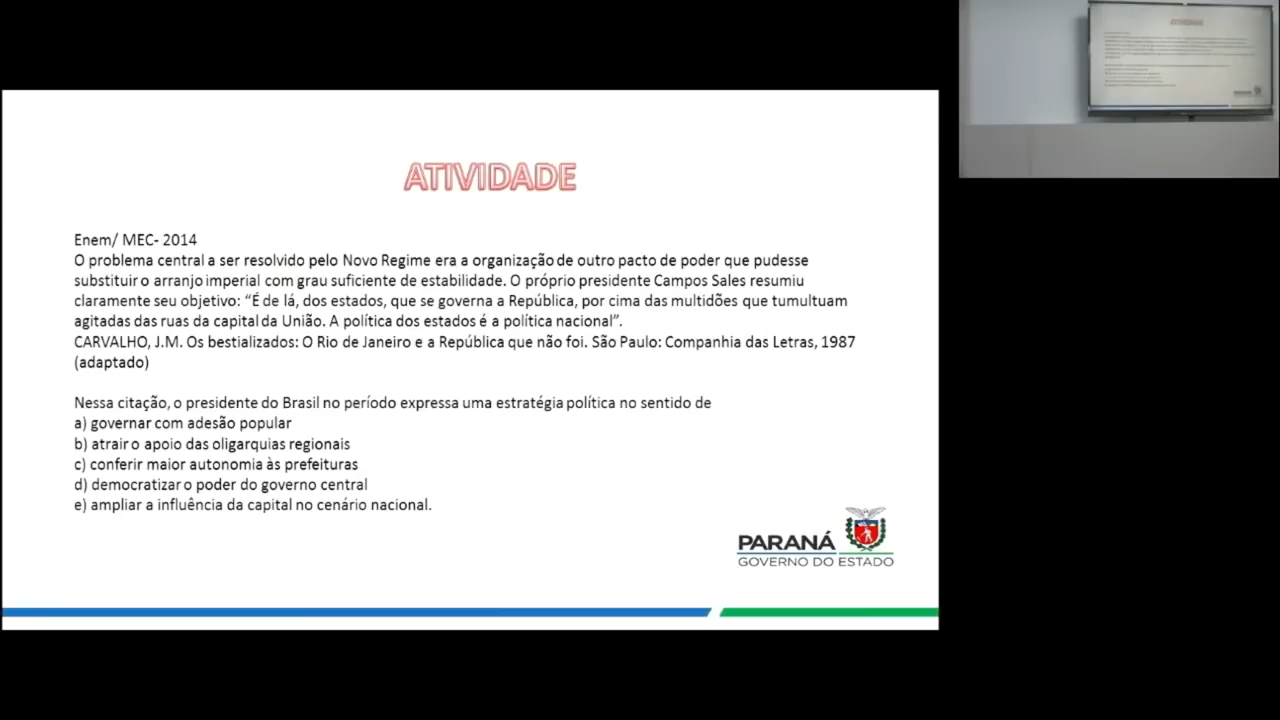 ATIVIDADE
Enem/ MEC- 2014
O problema central a ser resolvido pelo Novo Regime era a organização de outro pacto de poder que pudesse
substituir o arranjo imperial com grau suficiente de estabilidade. O próprio presidente Campos Sales resumiu
claramente seu objetivo: “É de lá, dos estados, que se governa a República, por cima das multidões que tumultuam
agitadas das ruas da capital da União. A política dos estados é a política nacional”.
CARVALHO, J.M. Os bestializados: O Rio de Janeiro e a República que não foi. São Paulo: Companhia das Letras, 1987
(adaptado)
Nessa citação, o presidente do Brasil no período expressa uma estratégia política no sentido de
a) governar com adesão popular
b) atrair o apoio das oligarquias regionais
c) conferir maior autonomia às prefeituras
d) democratizar o poder do governo central
e) ampliar a influência da capital no cenário nacional.
PARANÁ
GOVERNO DO ESTADO
ATIVIDADE